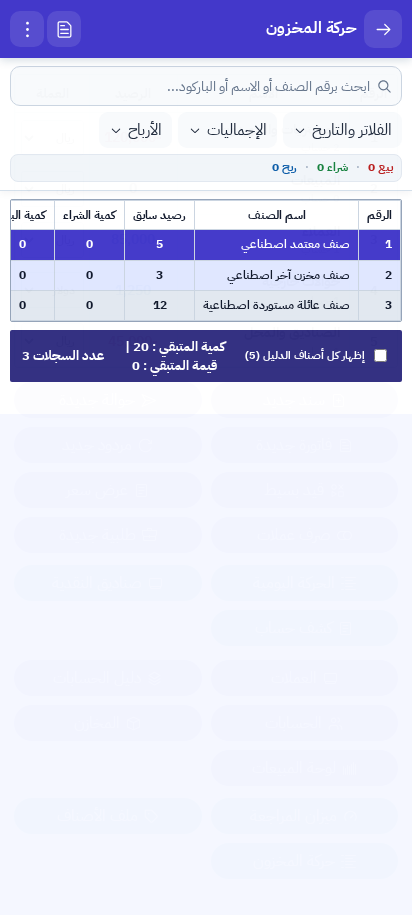 حركة المخزون
ابحث برقم الصنف أو الاسم أو الباركود...
الفلاتر والتاريخ
الإجماليات
الأرباح
بيع 0 · شراء 0 · ربح 0
الرقم اسم الصنف رصيد سابق كمية الشراء كمية الب
1 صنف معتمد اصطناعي 5 0 0
2 صنف مخزن آخر اصطناعي 3 0 0
3 صنف عائلة مستوردة اصطناعية 12 0 0
إظهار كل أصناف الدليل (5)
كمية المتبقي : 20 |
قيمة المتبقي : 0
عدد السجلات 3